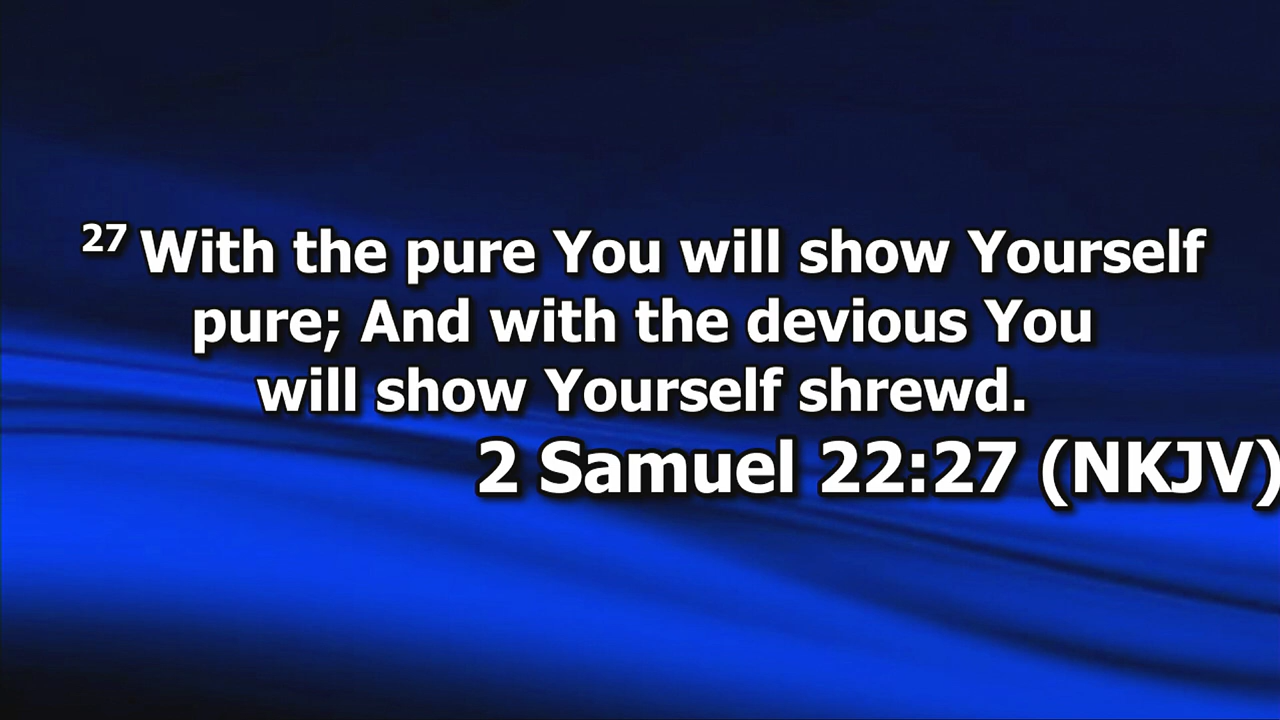 27 With the pure You will show Yourself
pure; And with the devious You
will show Yourself shrewd.
2 Samuel 22:27 (NKJV)